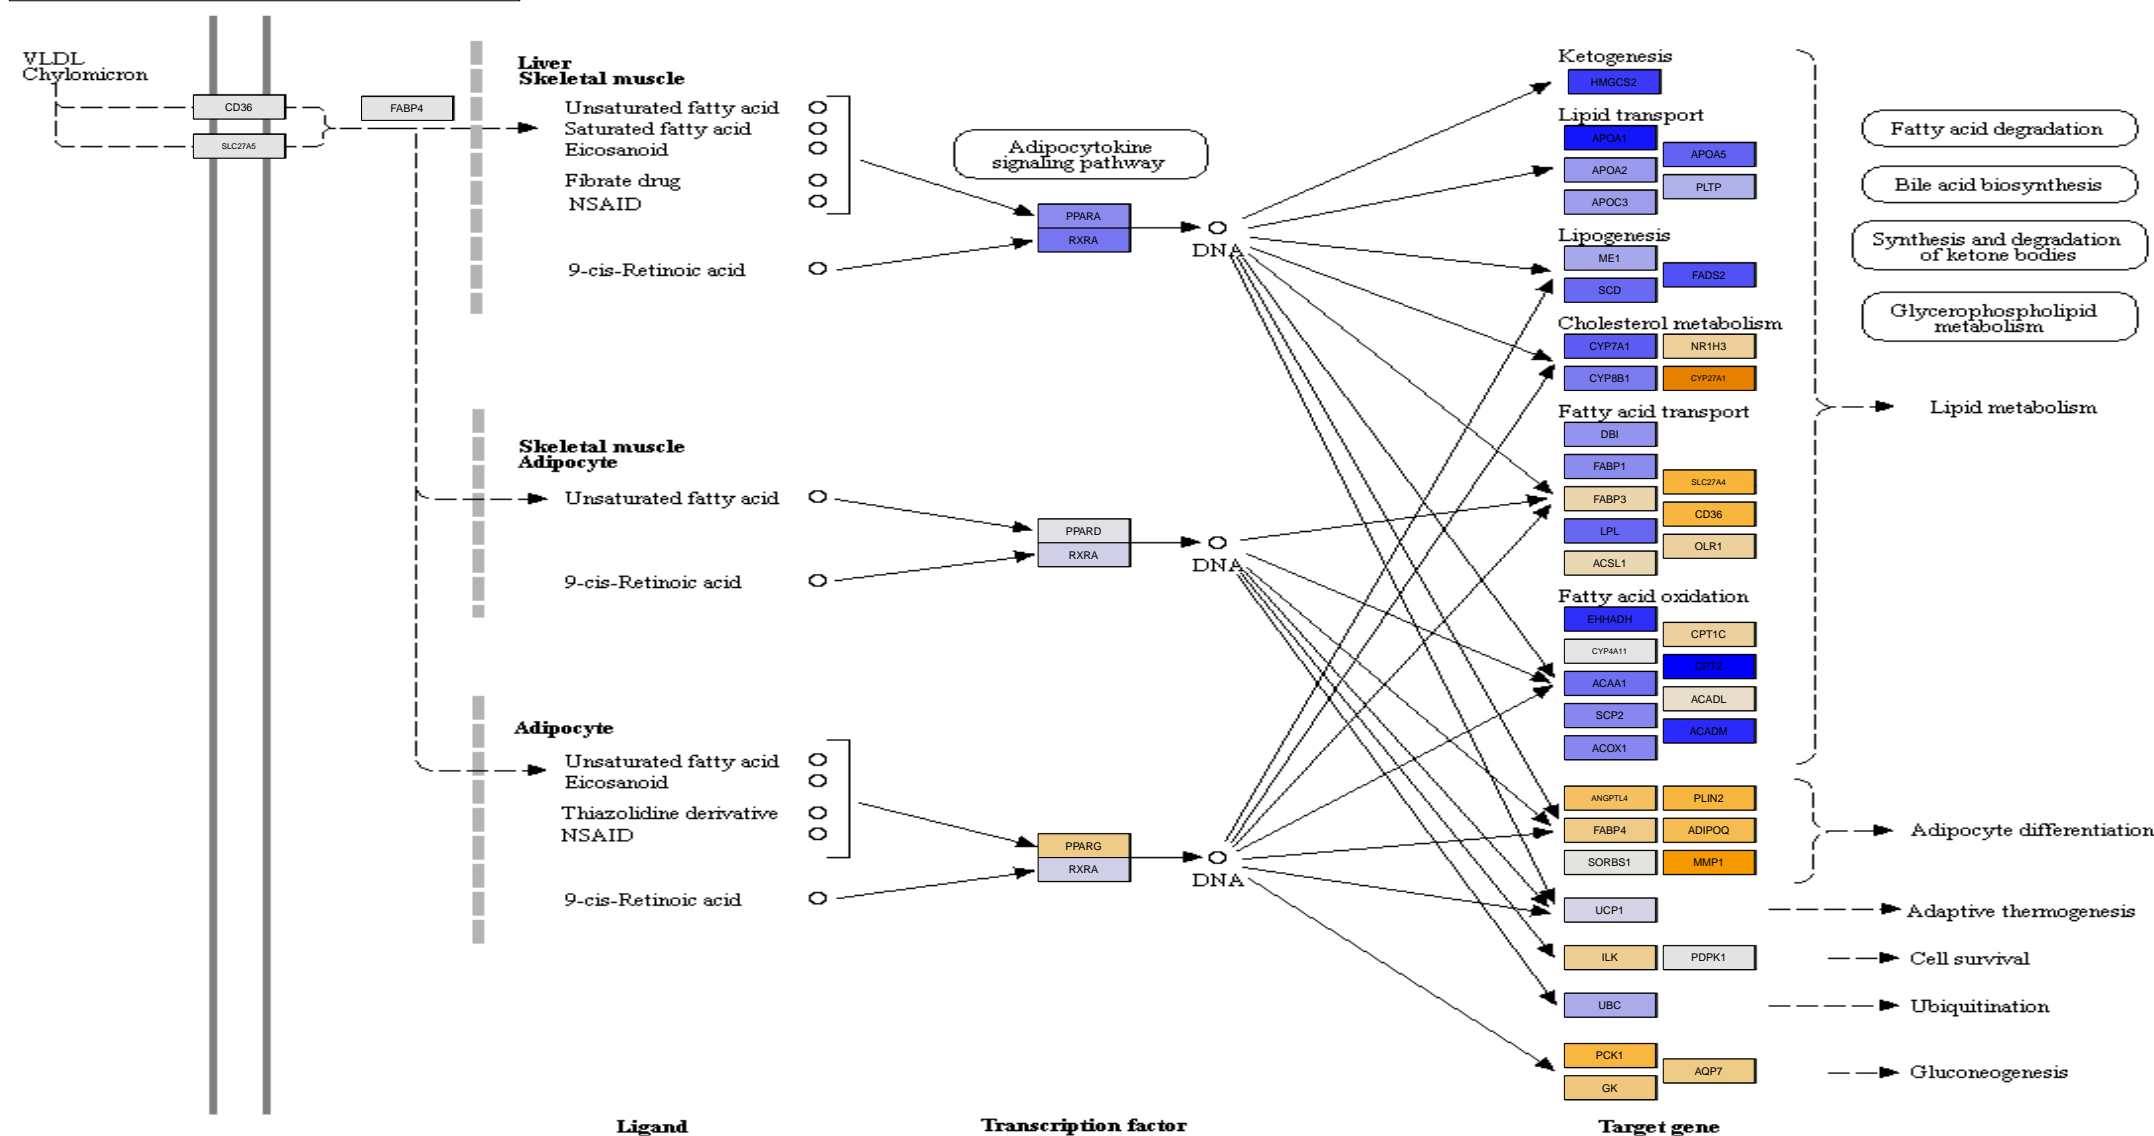 VLDL
Chylomicron
CD36
SLC27A5
FABP4
Liver
Skeletal muscle
Unsaturated fatty acid
Saturated fatty acid
Eicosanoid
Fibrate drug
NSAID
9-cis-Retinoic acid
Adipocytokine
signaling pathway
PPARA
RXRA
DNA
Skeletal muscle
Adipocyte
Unsaturated fatty acid
9-cis-Retinoic acid
PPARD
RXRA
DNA
Adipocyte
Unsaturated fatty acid
Eicosanoid
Thiazolidine derivative
NSAID
9-cis-Retinoic acid
PPARG
RXRA
DNA
Ketogenesis
HMGCS2
Lipid transport
APOA1
APOA5
APOA2
PLTP
APOC3
Lipogenesis
ME1
FADS2
SCD
Cholesterol metabolism
CYP7A1 NR1H3
CYP8B1 CYP27A1
Fatty acid transport
DBI
FABP1
SLC27A4
FABP3
CD36
LPL
OLR1
ACSL1
Fatty acid oxidation
EHHADH
CPT1C
CYP4A11
CPT2
ACAA1
ACADL
SCP2
ACADM
ACOX1
ANGPTL4 PLIN2
FABP4 ADIPOQ
SORBS1 MMP1
UCP1
ILK PDPK1
UBC
PCK1
AQP7
GK
Fatty acid degradation
Bile acid biosynthesis
Synthesis and degradation
of ketone bodies
Glycerophospholipid
metabolism
Lipid metabolism
Adipocyte differentiation
Adaptive thermogenesis
Cell survival
Ubiquitination
Gluconeogenesis
Ligand
Transcription factor
Target gene